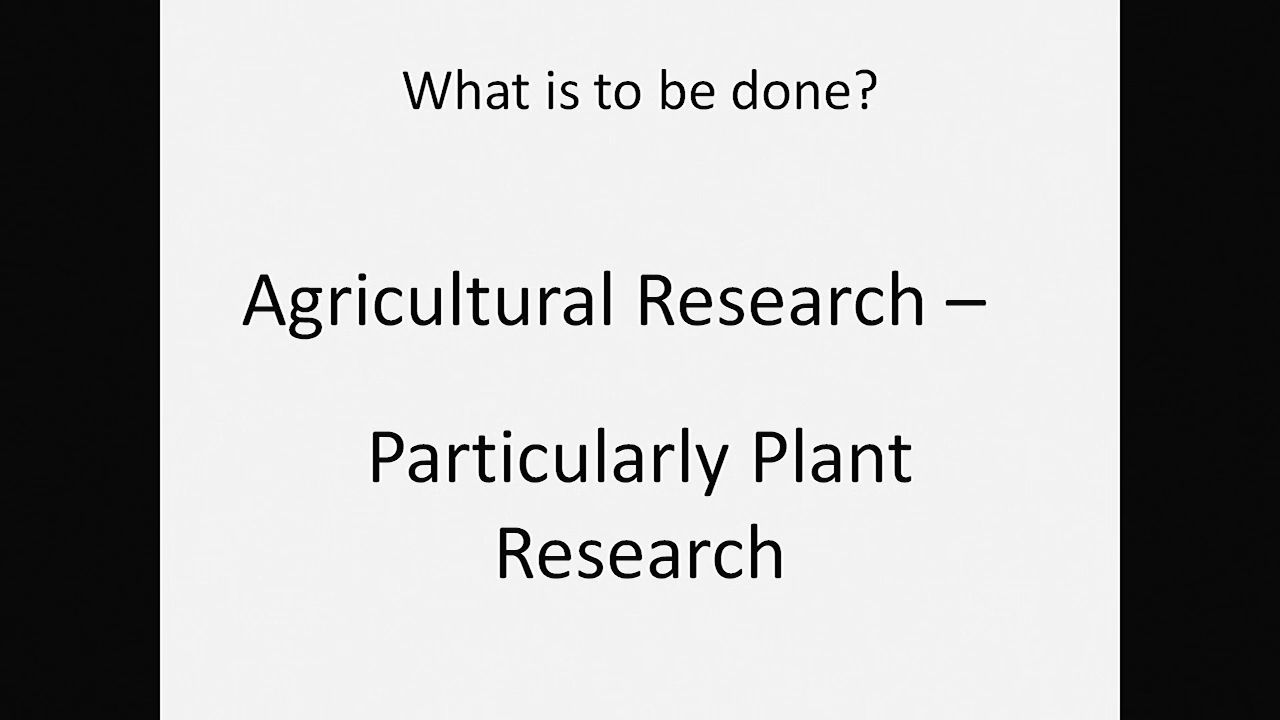 What is to be done?
Agricultural Research –
Particularly Plant
Research